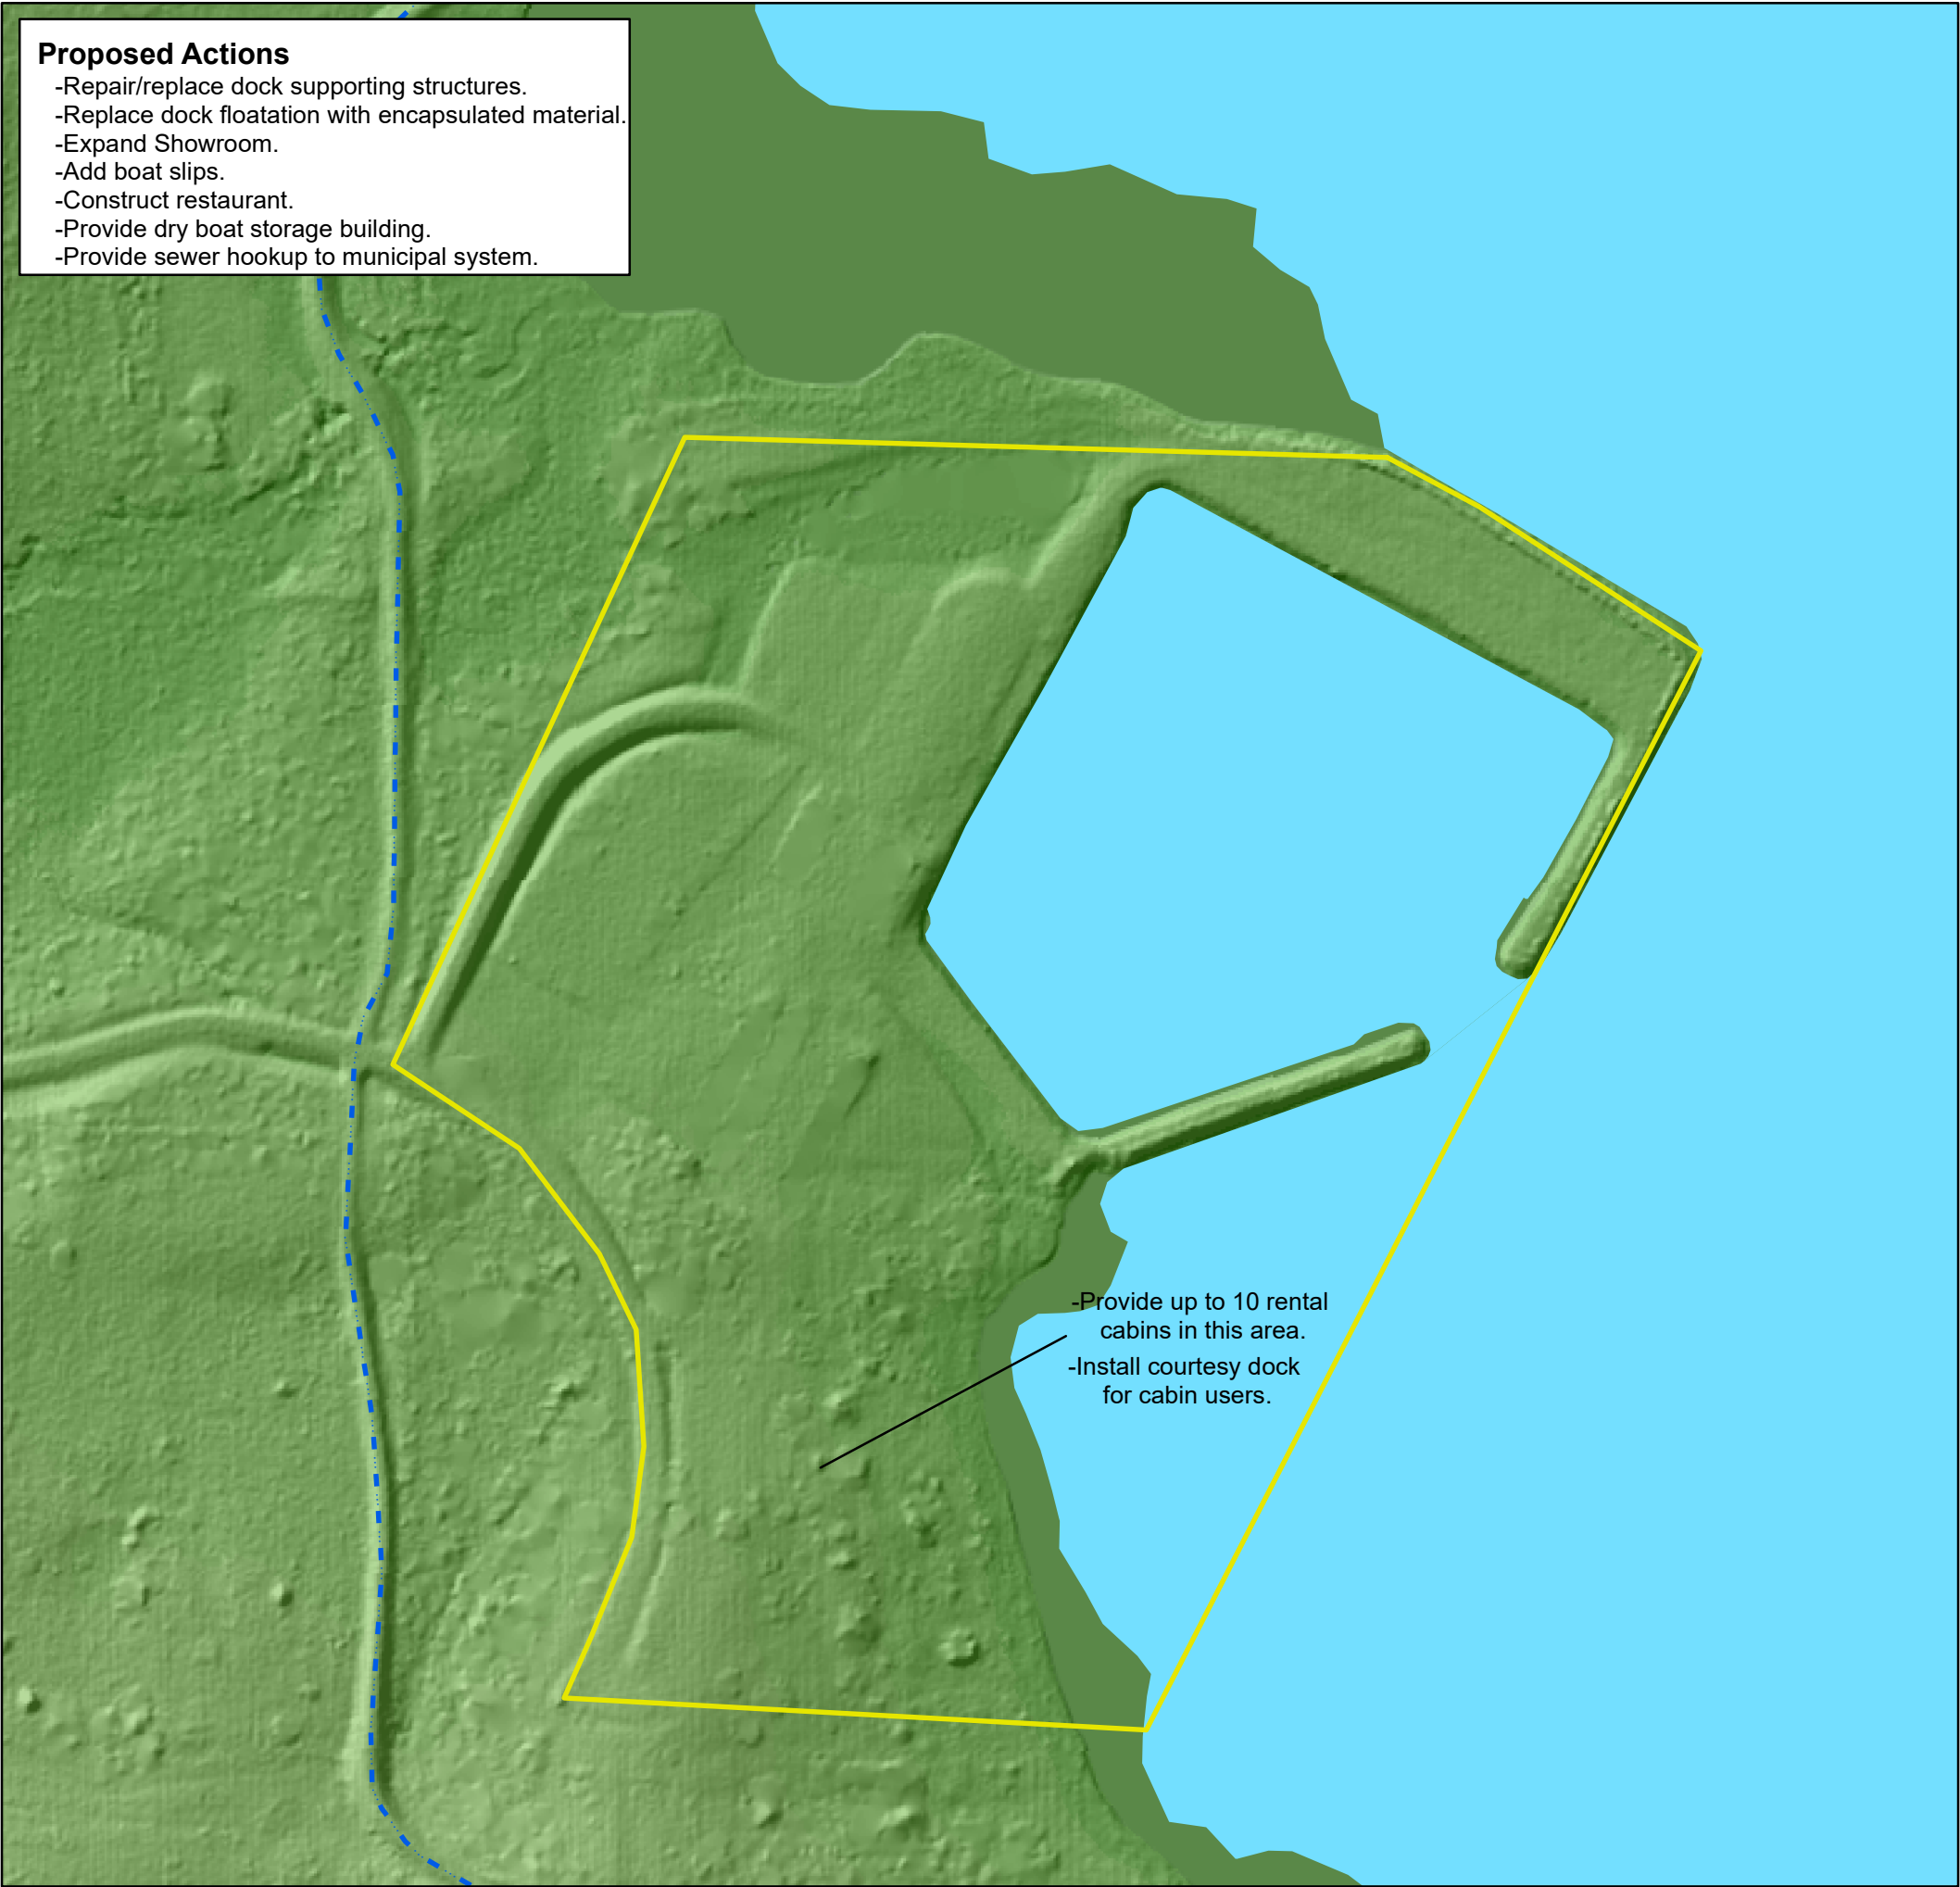 Proposed Actions
-Repair/replace dock supporting structures.
-Replace dock floatation with encapsulated material.
-Expand Showroom.
-Add boat slips.
-Construct restaurant.
-Provide dry boat storage building.
-Provide sewer hookup to municipal system.
-Provide up to 10 rental
cabins in this area.
-Install courtesy dock
for cabin users.